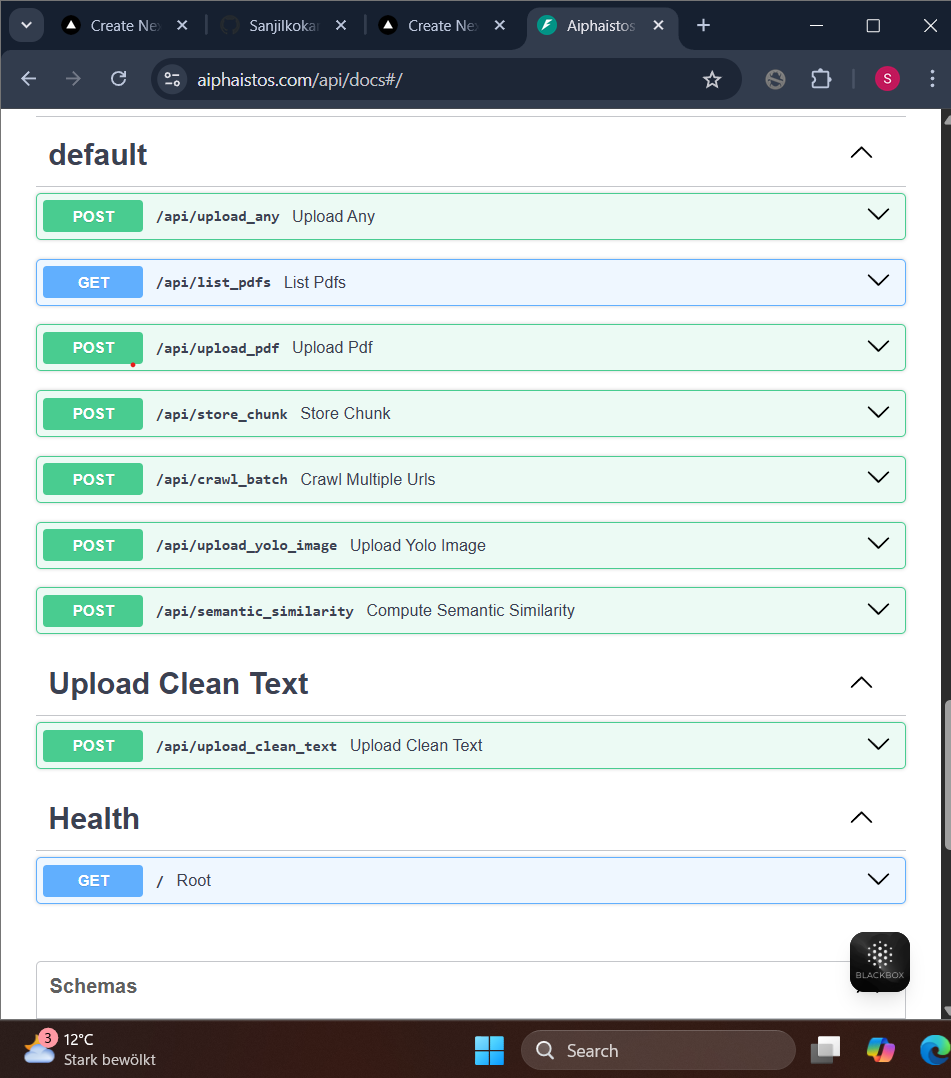 Create Nex
Sanjilkokar
Create Nex
Aiphaistos
aiphaistos.com/api/docs#/
S
default
POST /api/upload_any Upload Any
GET /api/list_pdfs List Pdfs
POST /api/upload_pdf Upload Pdf
POST /api/store_chunk Store Chunk
POST /api/crawl_batch Crawl Multiple Urls
POST /api/upload_yolo_image Upload Yolo Image
POST /api/semantic_similarity Compute Semantic Similarity
Upload Clean Text
POST /api/upload_clean_text Upload Clean Text
Health
GET / Root
BLACKBOX
Schemas
3
12°C
Stark bewölkt
Search